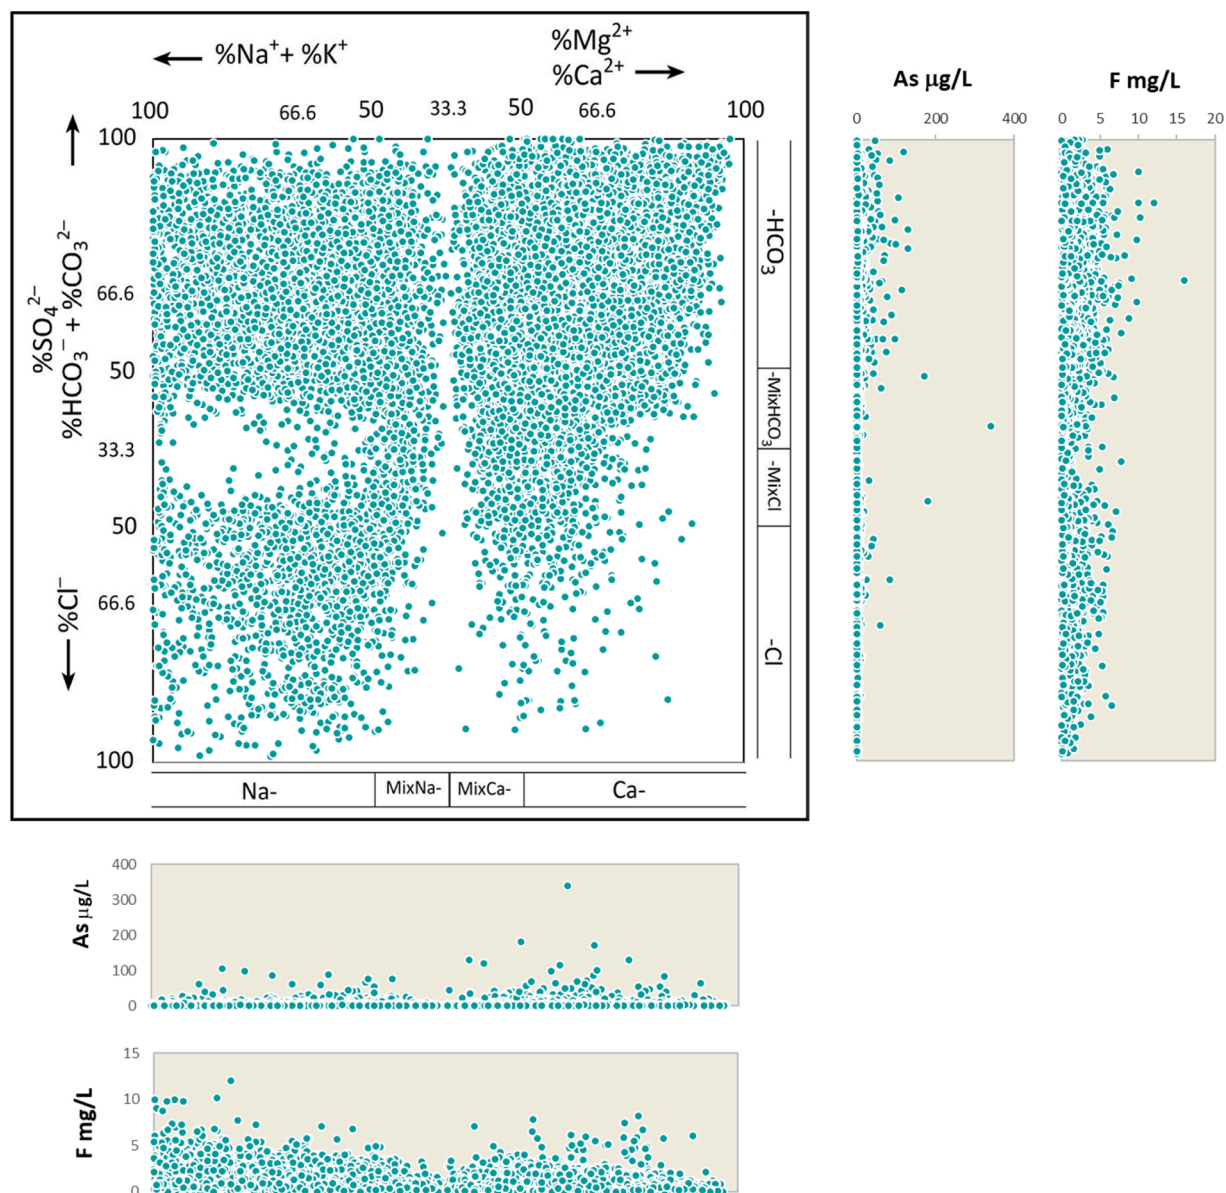 %Na⁺+ %K⁺
%Mg²⁺
%Ca²⁺
100 66.6 50 33.3 50 66.6 100
100
66.6
50
33.3
50
66.6
100
%SO₄²⁻
%HCO₃⁻ + %CO₃²⁻
%Cl⁻
-HCO₃
-MixHCO₃
-MixCl
-Cl
Na- MixNa- MixCa- Ca-
As µg/L
0 200 400
F mg/L
0 5 10 15 20
As µg/L
400
300
200
100
0
F mg/L
15
10
5
0